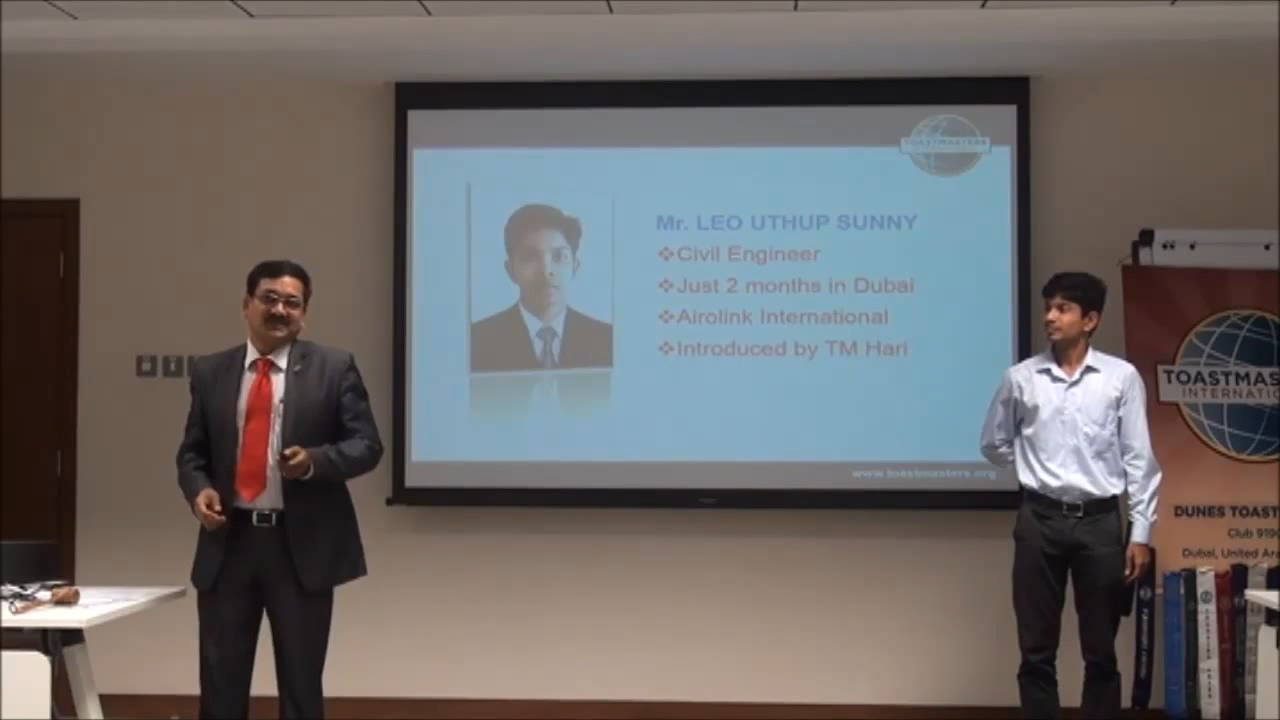 TOASTMASTERS
Mr. LEO UTHUP SUNNY
❖Civil Engineer
❖Just 2 months in Dubai
❖Airolink International
❖Introduced by TM Hari
www.toastmasters.org
TOASTMAS
INTERNATIO
DUNES TOAST
Club 919
Dubai, United Ar